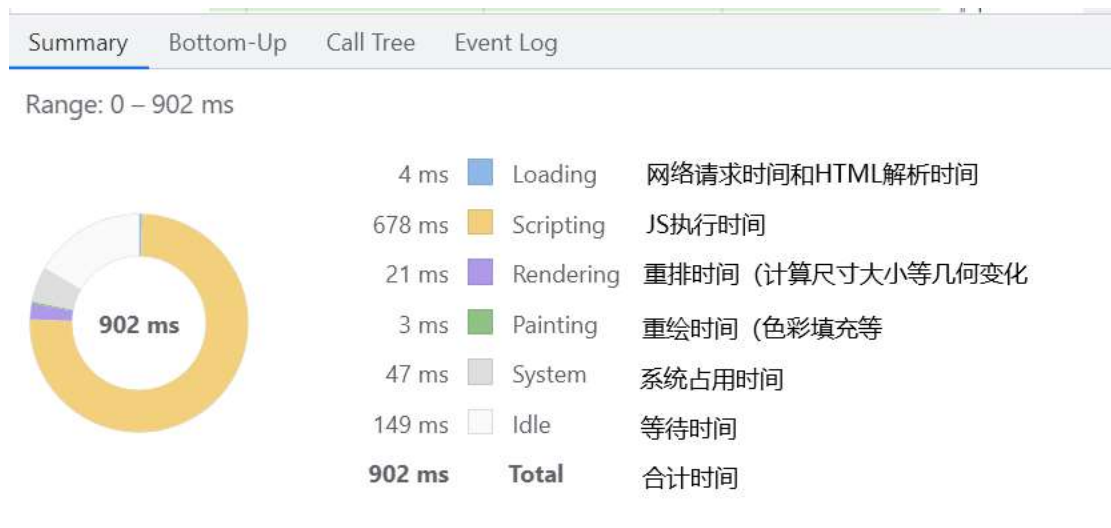 Summary Bottom-Up Call Tree Event Log
Range: 0 – 902 ms
4 ms Loading 网络请求时间和HTML解析时间
678 ms Scripting JS执行时间
21 ms Rendering 重排时间（计算尺寸大小等几何变化
902 ms 3 ms Painting 重绘时间（色彩填充等
47 ms System 系统占用时间
149 ms Idle 等待时间
902 ms Total 合计时间